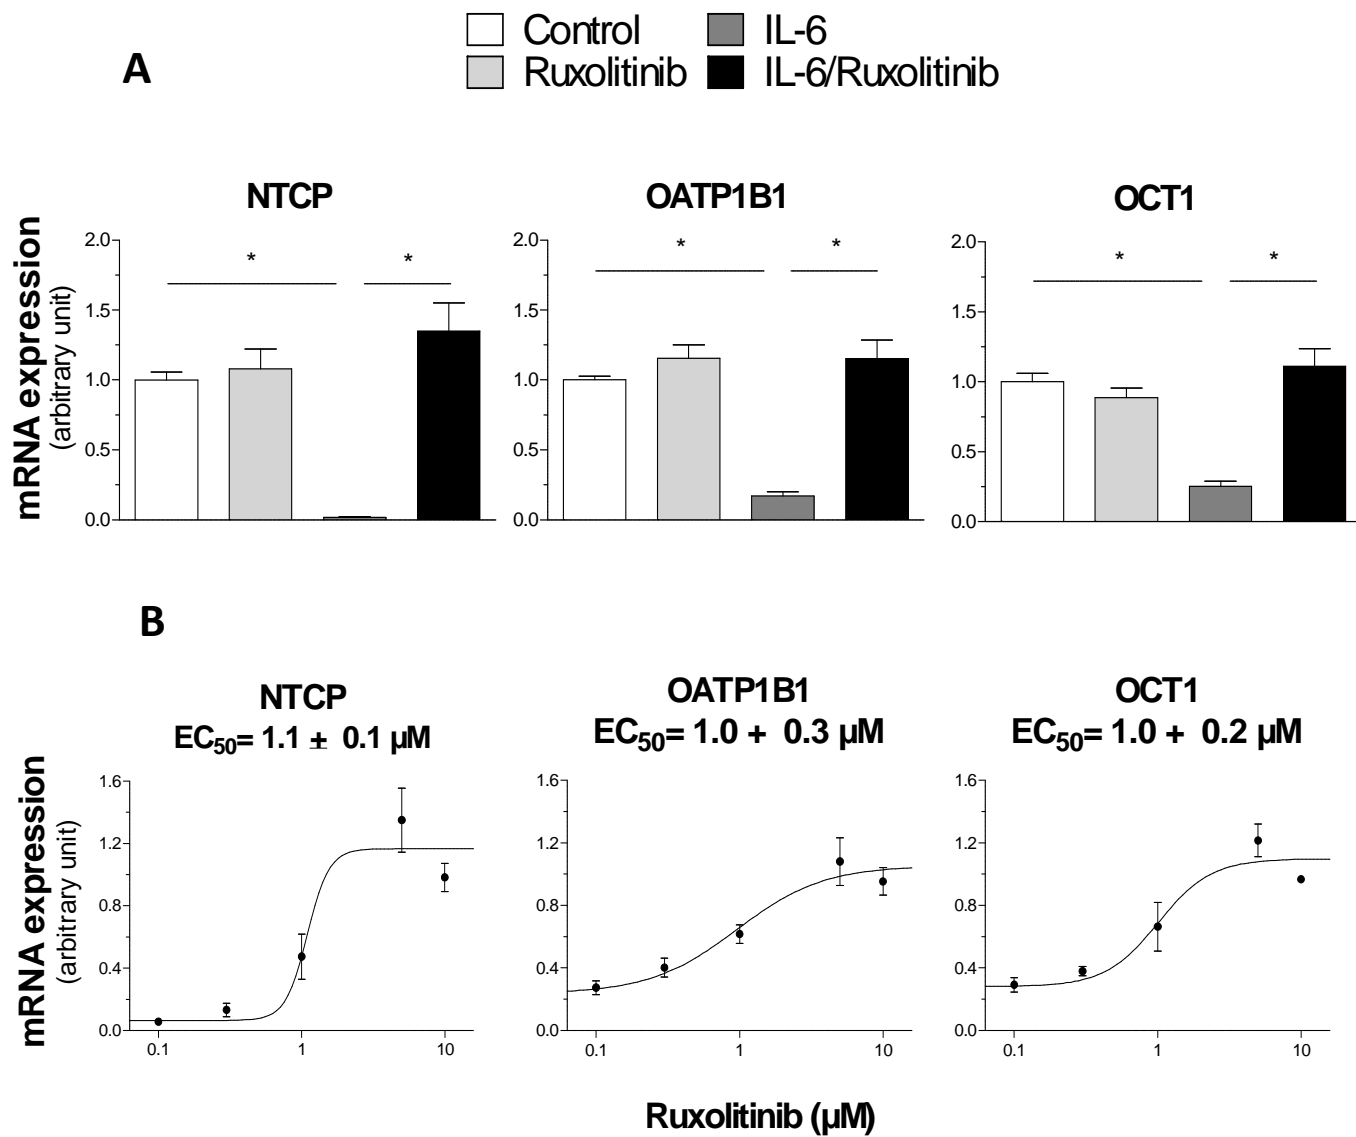 Control IL-6
A Ruxolitinib IL-6/Ruxolitinib
NTCP OATP1B1 OCT1
mRNA expression
(arbitrary unit)
2.0 * * 2.0 * * 2.0 * *
1.5 1.5 1.5
1.0 1.0 1.0
0.5 0.5 0.5
0.0 0.0 0.0
B
NTCP OATP1B1 OCT1
EC50= 1.1 ± 0.1 µM EC50= 1.0 + 0.3 µM EC50= 1.0 + 0.2 µM
mRNA expression
(arbitrary unit)
1.6 1.6 1.6
1.2 1.2 1.2
0.8 0.8 0.8
0.4 0.4 0.4
0.0 0.0 0.0
0.1 1 10 0.1 1 10 0.1 1 10
Ruxolitinib (µM)